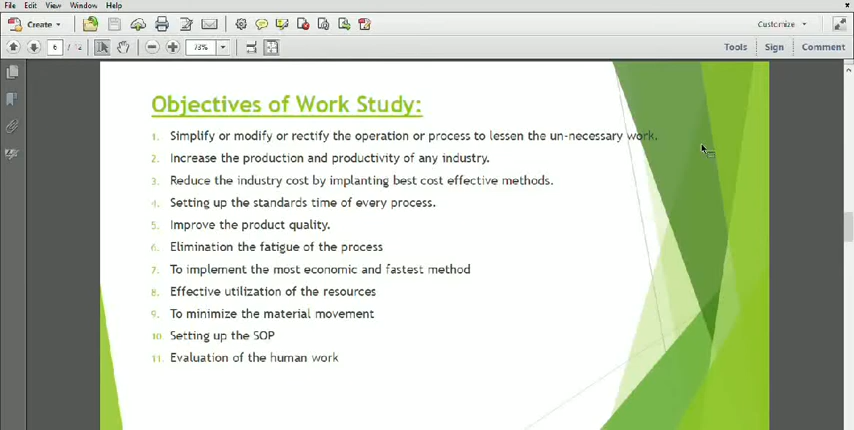 File Edit View Window Help
Create
Customize
6 / 12
73%
Tools Sign Comment
Objectives of Work Study:
1. Simplify or modify or rectify the operation or process to lessen the un-necessary work.
2. Increase the production and productivity of any industry.
3. Reduce the industry cost by implanting best cost effective methods.
4. Setting up the standards time of every process.
5. Improve the product quality.
6. Elimination the fatigue of the process
7. To implement the most economic and fastest method
8. Effective utilization of the resources
9. To minimize the material movement
10. Setting up the SOP
11. Evaluation of the human work